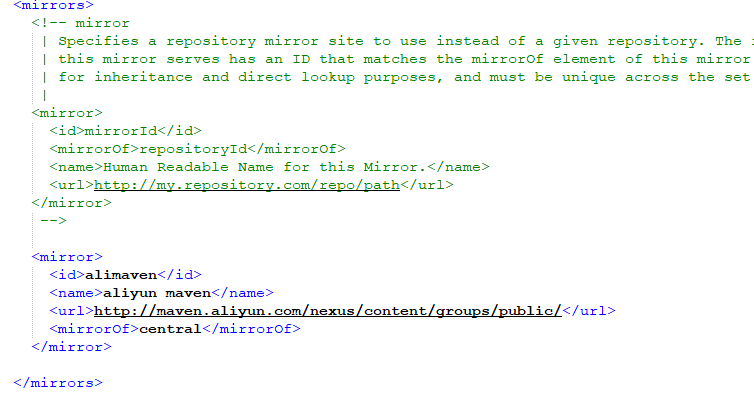 <mirrors>
<!-- mirror
| Specifies a repository mirror site to use instead of a given repository. The
| this mirror serves has an ID that matches the mirrorOf element of this mirror
| for inheritance and direct lookup purposes, and must be unique across the set
|
<mirror>
<id>mirrorId</id>
<mirrorOf>repositoryId</mirrorOf>
<name>Human Readable Name for this Mirror.</name>
<url>http://my.repository.com/repo/path</url>
</mirror>
-->
<mirror>
<id>alimaven</id>
<name>aliyun maven</name>
<url>http://maven.aliyun.com/nexus/content/groups/public/</url>
<mirrorOf>central</mirrorOf>
</mirror>
</mirrors>